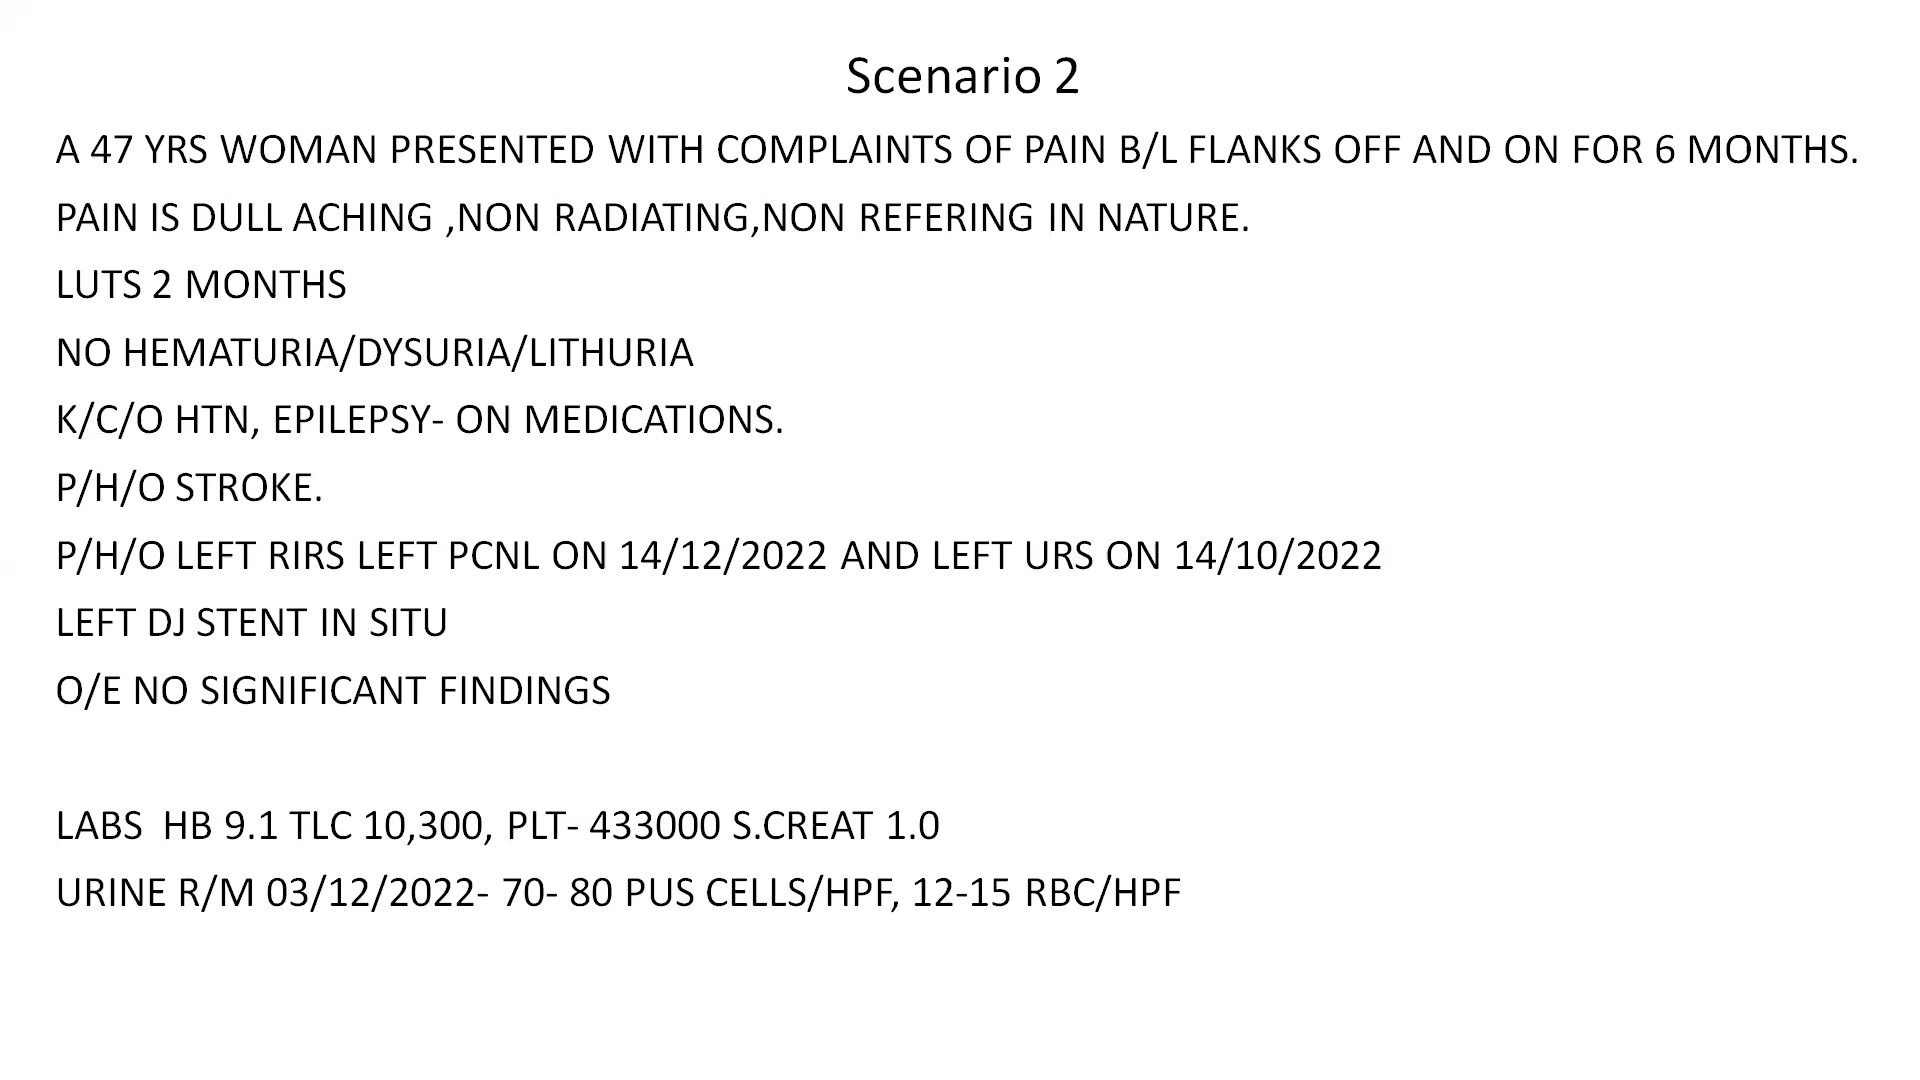 Scenario 2
A 47 YRS WOMAN PRESENTED WITH COMPLAINTS OF PAIN B/L FLANKS OFF AND ON FOR 6 MONTHS.
PAIN IS DULL ACHING ,NON RADIATING,NON REFERING IN NATURE.
LUTS 2 MONTHS
NO HEMATURIA/DYSURIA/LITHURIA
K/C/O HTN, EPILEPSY- ON MEDICATIONS.
P/H/O STROKE.
P/H/O LEFT RIRS LEFT PCNL ON 14/12/2022 AND LEFT URS ON 14/10/2022
LEFT DJ STENT IN SITU
O/E NO SIGNIFICANT FINDINGS
LABS  HB 9.1 TLC 10,300, PLT- 433000 S.CREAT 1.0
URINE R/M 03/12/2022- 70- 80 PUS CELLS/HPF, 12-15 RBC/HPF